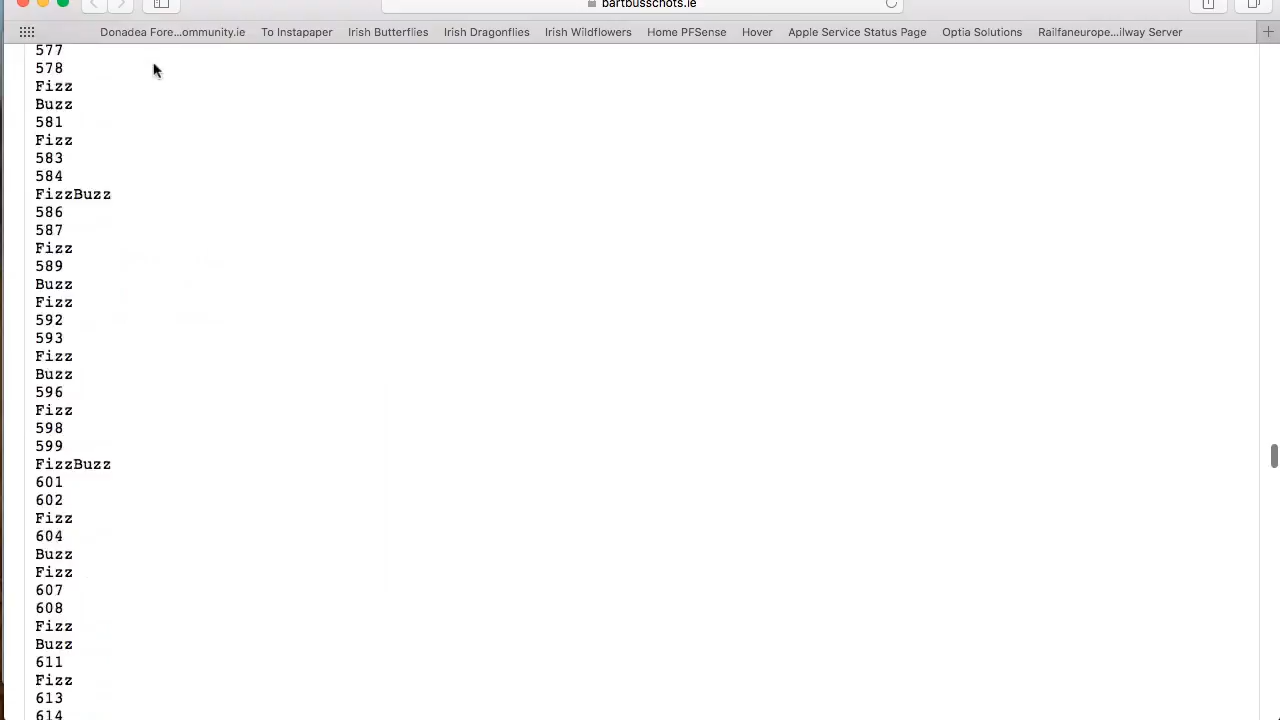 bartbusschots.ie
Donadea Fore...ommunity.ie To Instapaper Irish Butterflies Irish Dragonflies Irish Wildflowers Home PFSense Hover Apple Service Status Page Optia Solutions Railfaneurope...ilway Server
577
578
Fizz
Buzz
581
Fizz
583
584
FizzBuzz
586
587
Fizz
589
Buzz
Fizz
592
593
Fizz
Buzz
596
Fizz
598
599
FizzBuzz
601
602
Fizz
604
Buzz
Fizz
607
608
Fizz
Buzz
611
Fizz
613
614